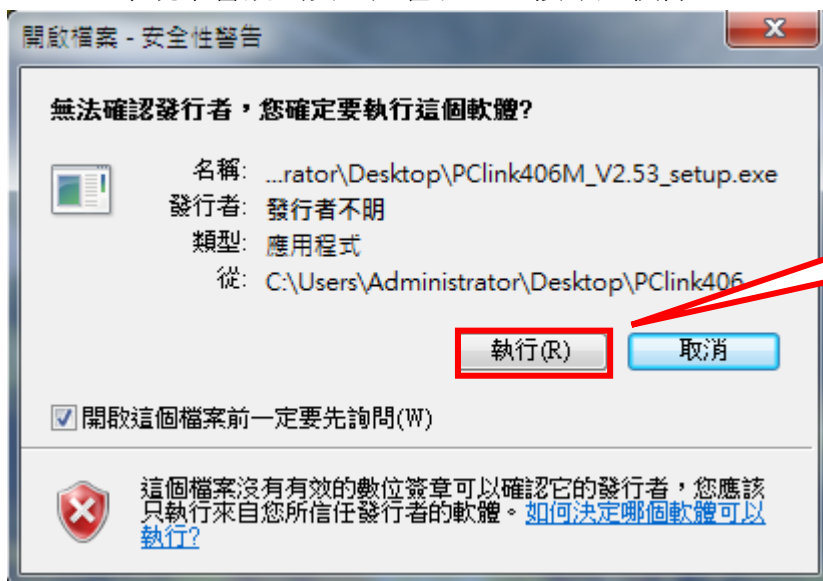 開啟檔案 - 安全性警告
無法確認發行者，您確定要執行這個軟體?
名稱: ...rator\Desktop\PClink406M_V2.53_setup.exe
發行者: 發行者不明
類型: 應用程式
從: C:\Users\Administrator\Desktop\PClink406...
執行(R)
取消
開啟這個檔案前一定要先詢問(W)
這個檔案沒有有效的數位簽章可以確認它的發行者，您應該
只執行來自您所信任發行者的軟體。如何決定哪個軟體可以
執行?